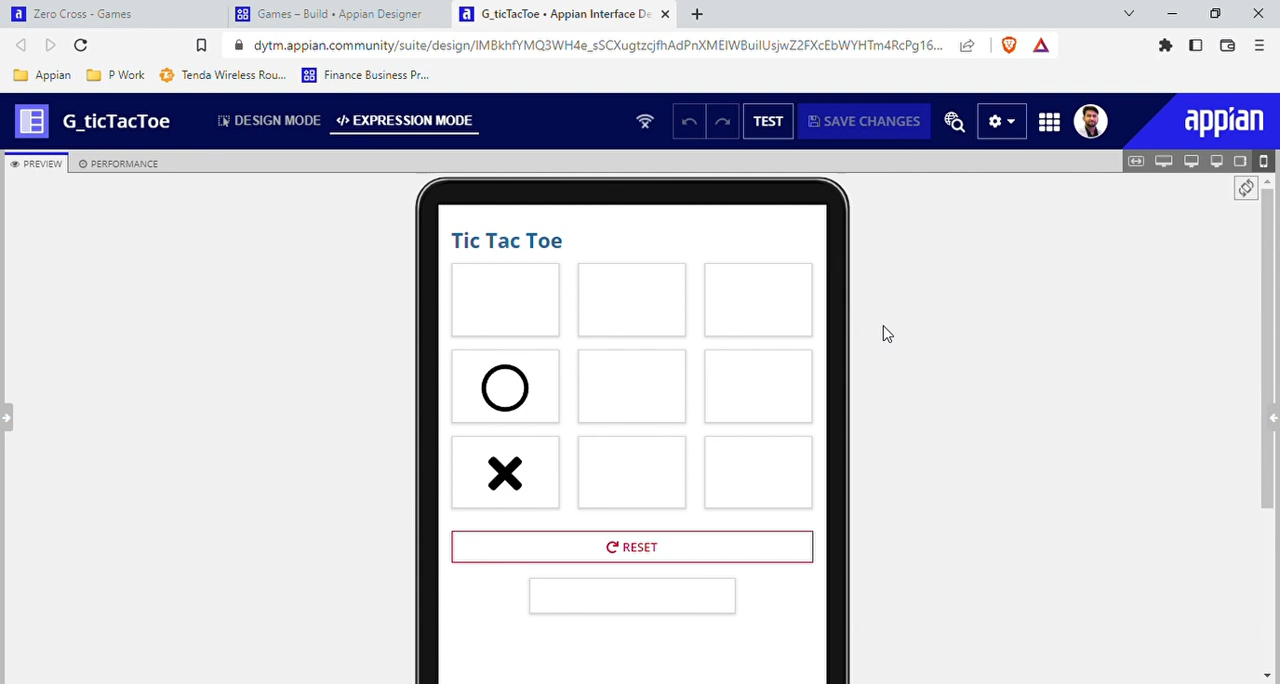 Zero Cross - Games
Games – Build • Appian Designer
G_ticTacToe • Appian Interface De
dytm.appian.community/suite/design/IMBkhfYMQ3WH4e_sSCXugtzcjfhAdPnXMEIWBuilUsjwZ2FXcEbWYHTm4RcPg16...
Appian
P Work
Tenda Wireless Rou...
Finance Business Pr...
G_ticTacToe
DESIGN MODE
</> EXPRESSION MODE
TEST
SAVE CHANGES
appian
PREVIEW
PERFORMANCE
Tic Tac Toe
RESET